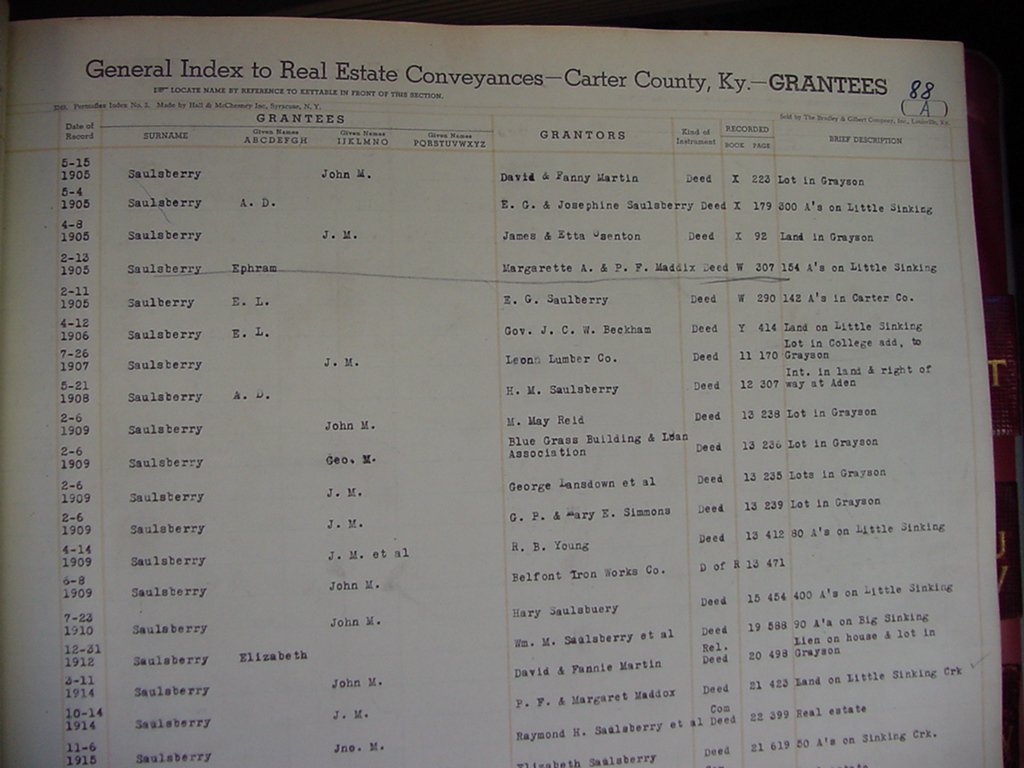 General Index to Real Estate Conveyances—Carter County, Ky.—GRANTEES
88
(A)
LOCATE NAME BY REFERENCE TO KEYTABLE IN FRONT OF THIS SECTION.
Formdex Index No. 2. Made by Hall & McChesney Inc, Syracuse, N. Y.
Sold by The Bradley & Gilbert Company, Inc., Louisville, Ky.
Date of Record
GRANTEES
SURNAME
Given Names ABCDEFGH
Given Names IJKLMNO
Given Names PQRSTUVWXYZ
GRANTORS
Kind of Instrument
RECORDED
BOOK PAGE
BRIEF DESCRIPTION
5-15 1905 Saulsberry John M. David & Fanny Martin Deed X 223 Lot in Grayson
5-4 1905 Saulsberry A. D. E. G. & Josephine Saulsberry Deed X 179 300 A's on Little Sinking
4-8 1905 Saulsberry J. M. James & Etta Usenton Deed X 92 Land in Grayson
2-13 1905 Saulsberry Ephram Margarette A. & P. F. Maddix Deed W 307 154 A's on Little Sinking
2-11 1905 Saulberry E. L. E. G. Saulberry Deed W 290 142 A's in Carter Co.
4-12 1906 Saulsberry E. L. Gov. J. C. W. Beckham Deed Y 414 Land on Little Sinking
7-26 1907 Saulsberry J. M. Leon Lumber Co. Deed 11 170 Lot in College add, to Grayson
5-21 1908 Saulsberry A. D. H. M. Saulsberry Deed 12 307 Int. in land & right of way at Aden
2-6 1909 Saulsberry John M. M. May Reid Deed 13 238 Lot in Grayson
2-6 1909 Saulsberry Geo. M. Blue Grass Building & Loan Association Deed 13 236 Lot in Grayson
2-6 1909 Saulsberry J. M. George Lansdown et al Deed 13 235 Lots in Grayson
2-6 1909 Saulsberry J. M. G. P. & Mary E. Simmons Deed 13 239 Lot in Grayson
4-14 1909 Saulsberry J. M. et al R. B. Young Deed 13 412 80 A's on Little Sinking
6-8 1909 Saulsberry John M. Belfont Iron Works Co. D of R 13 471
7-23 1910 Saulsberry John M. Hary Saulsbuery Deed 15 454 400 A's on Little Sinking
12-31 1912 Saulsberry Elizabeth Wm. M. Saulsberry et al Deed 19 588 90 A'a on Big Sinking
3-11 1914 Saulsberry John M. David & Fannie Martin Rel. Deed 20 498 Lien on house & lot in Grayson
10-14 1914 Saulsberry J. M. P. F. & Margaret Maddox Deed 21 423 Land on Little Sinking Crk
11-6 1915 Saulsberry Jno. M. Raymond H. Saulsberry et al Com Deed 22 399 Real estate
Elizabeth Saulsberry Deed 21 619 50 A's on Sinking Crk.